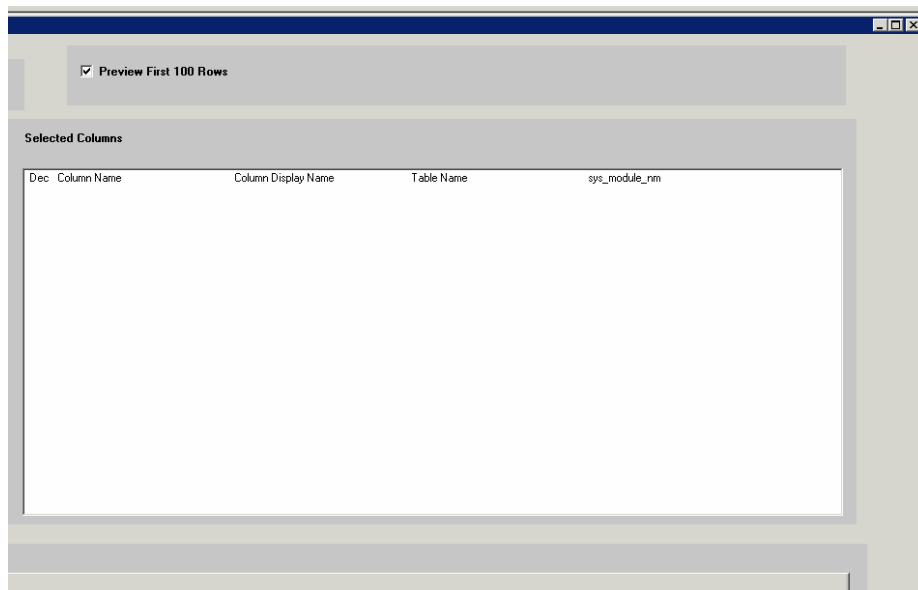 Preview First 100 Rows
Selected Columns
Dec Column Name Column Display Name Table Name sys_module_nm